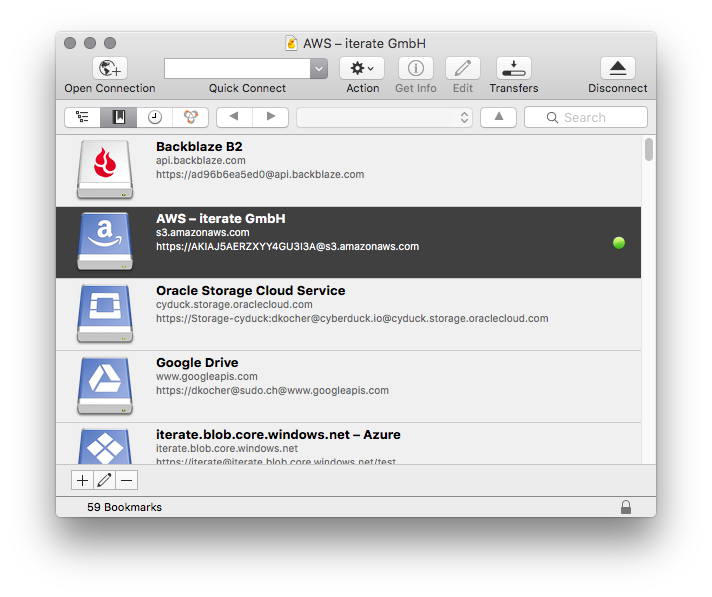 AWS – iterate GmbH
Open Connection
Quick Connect
Action
Get Info
Edit
Transfers
Disconnect
Search
Backblaze B2
api.backblaze.com
https://ad96b6ea5ed0@api.backblaze.com
AWS – iterate GmbH
s3.amazonaws.com
https://AKIAJ5AERZXYY4GU3I3A@s3.amazonaws.com
Oracle Storage Cloud Service
cyduck.storage.oraclecloud.com
https://Storage-cyduck:dkocher@cyberduck.io@cyduck.storage.oraclecloud.com
Google Drive
www.googleapis.com
https://dkocher@sudo.ch@www.googleapis.com
iterate.blob.core.windows.net – Azure
iterate.blob.core.windows.net
https://iterate@iterate.blob.core.windows.net/test
59 Bookmarks